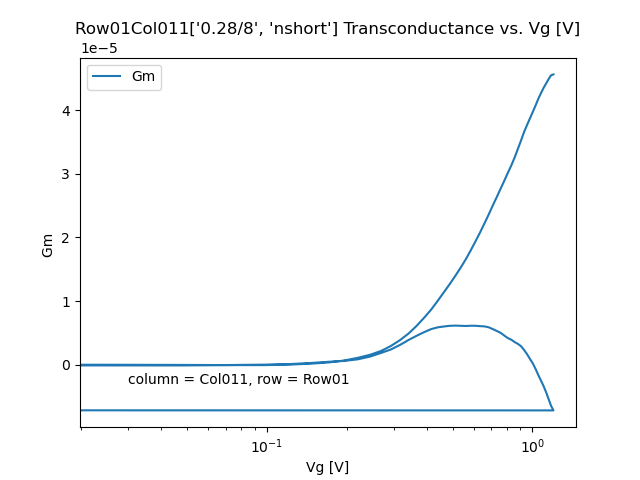 Row01Col011['0.28/8', 'nshort'] Transconductance vs. Vg [V]
1e−5
Gm
4
3
2
1
0
Gm
column = Col011, row = Row01
10⁻¹
10⁰
Vg [V]